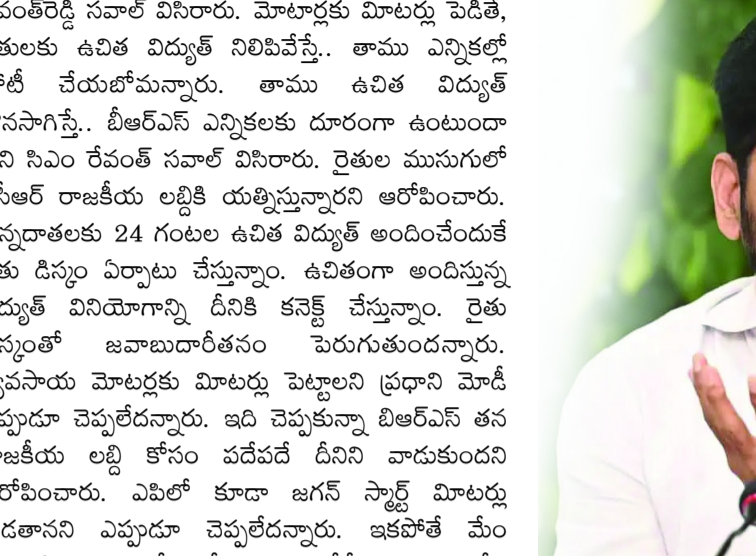 వంత్‌రెడ్డి సవాల్ విసిరారు. మోటార్లకు మీటర్లు పెడితే,
తులకు ఉచిత విద్యుత్ నిలిపివేస్తే.. తాము ఎన్నికల్లో
టీ చేయబోమన్నారు. తాము ఉచిత విద్యుత్
నసాగిస్తే.. బీఆర్ఎస్ ఎన్నికలకు దూరంగా ఉంటుందా
ని సిఎం రేవంత్ సవాల్ విసిరారు. రైతుల ముసుగులో
సీఆర్ రాజకీయ లబ్దికి యత్నిస్తున్నారని ఆరోపించారు.
న్నదాతలకు 24 గంటల ఉచిత విద్యుత్ అందించేందుకే
తు డిస్కం ఏర్పాటు చేస్తున్నాం. ఉచితంగా అందిస్తున్న
ద్యుత్ వినియోగాన్ని దీనికి కనెక్ట్ చేస్తున్నాం. రైతు
స్కంతో జవాబుదారీతనం పెరుగుతుందన్నారు.
్యవసాయ మోటర్లకు మీటర్లు పెట్టాలని ప్రధాని మోడీ
ప్పుడూ చెప్పలేదన్నారు. ఇది చెప్పకున్నా బిఆర్ఎస్ తన
ాజకీయ లబ్ది కోసం పదేపదే దీనిని వాడుకుందని
రోపించారు. ఎపిలో కూడా జగన్ స్మార్ట్ మీటర్లు
డతానని ఎప్పుడూ చెప్పలేదన్నారు. ఇకపోతే మేం